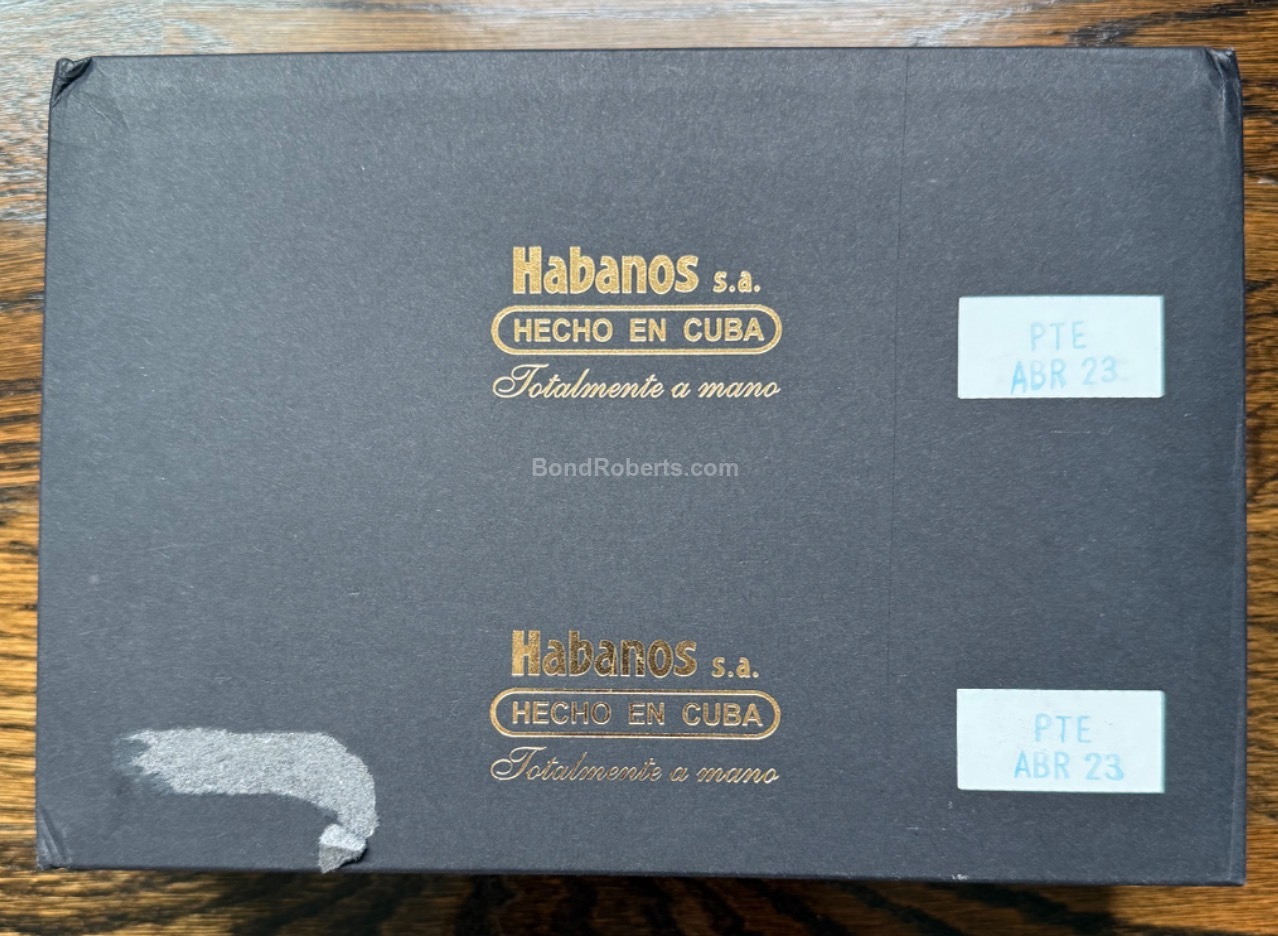 Habanos s.a.
HECHO EN CUBA
Totalmente a mano
PTE
ABR 23
BondRoberts.com
Habanos s.a.
HECHO EN CUBA
Totalmente a mano
PTE
ABR 23